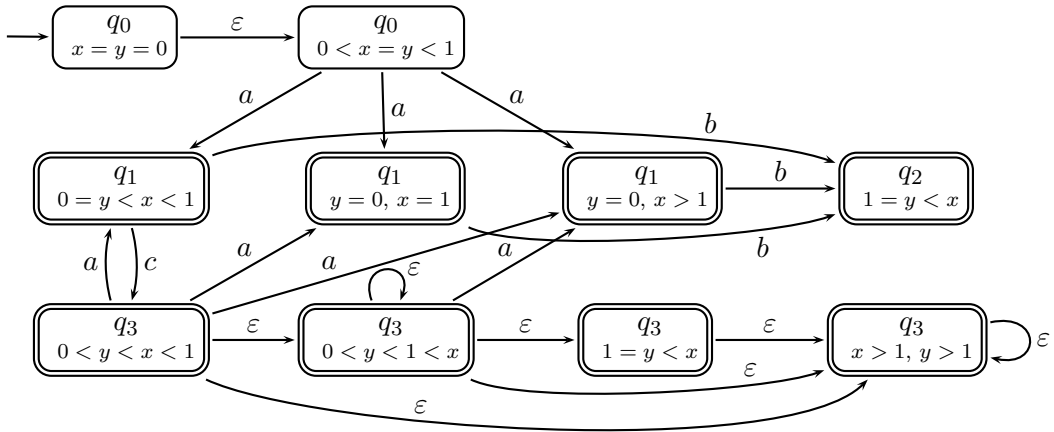 q₀
x = y = 0
ε
q₀
0 < x = y < 1
a
a
a
b
q₁
0 = y < x < 1
q₁
y = 0, x = 1
q₁
y = 0, x > 1
b
q₂
1 = y < x
a
c
a
a
a
b
ε
q₃
0 < y < x < 1
ε
q₃
0 < y < 1 < x
ε
q₃
1 = y < x
ε
q₃
x > 1, y > 1
ε
ε
ε